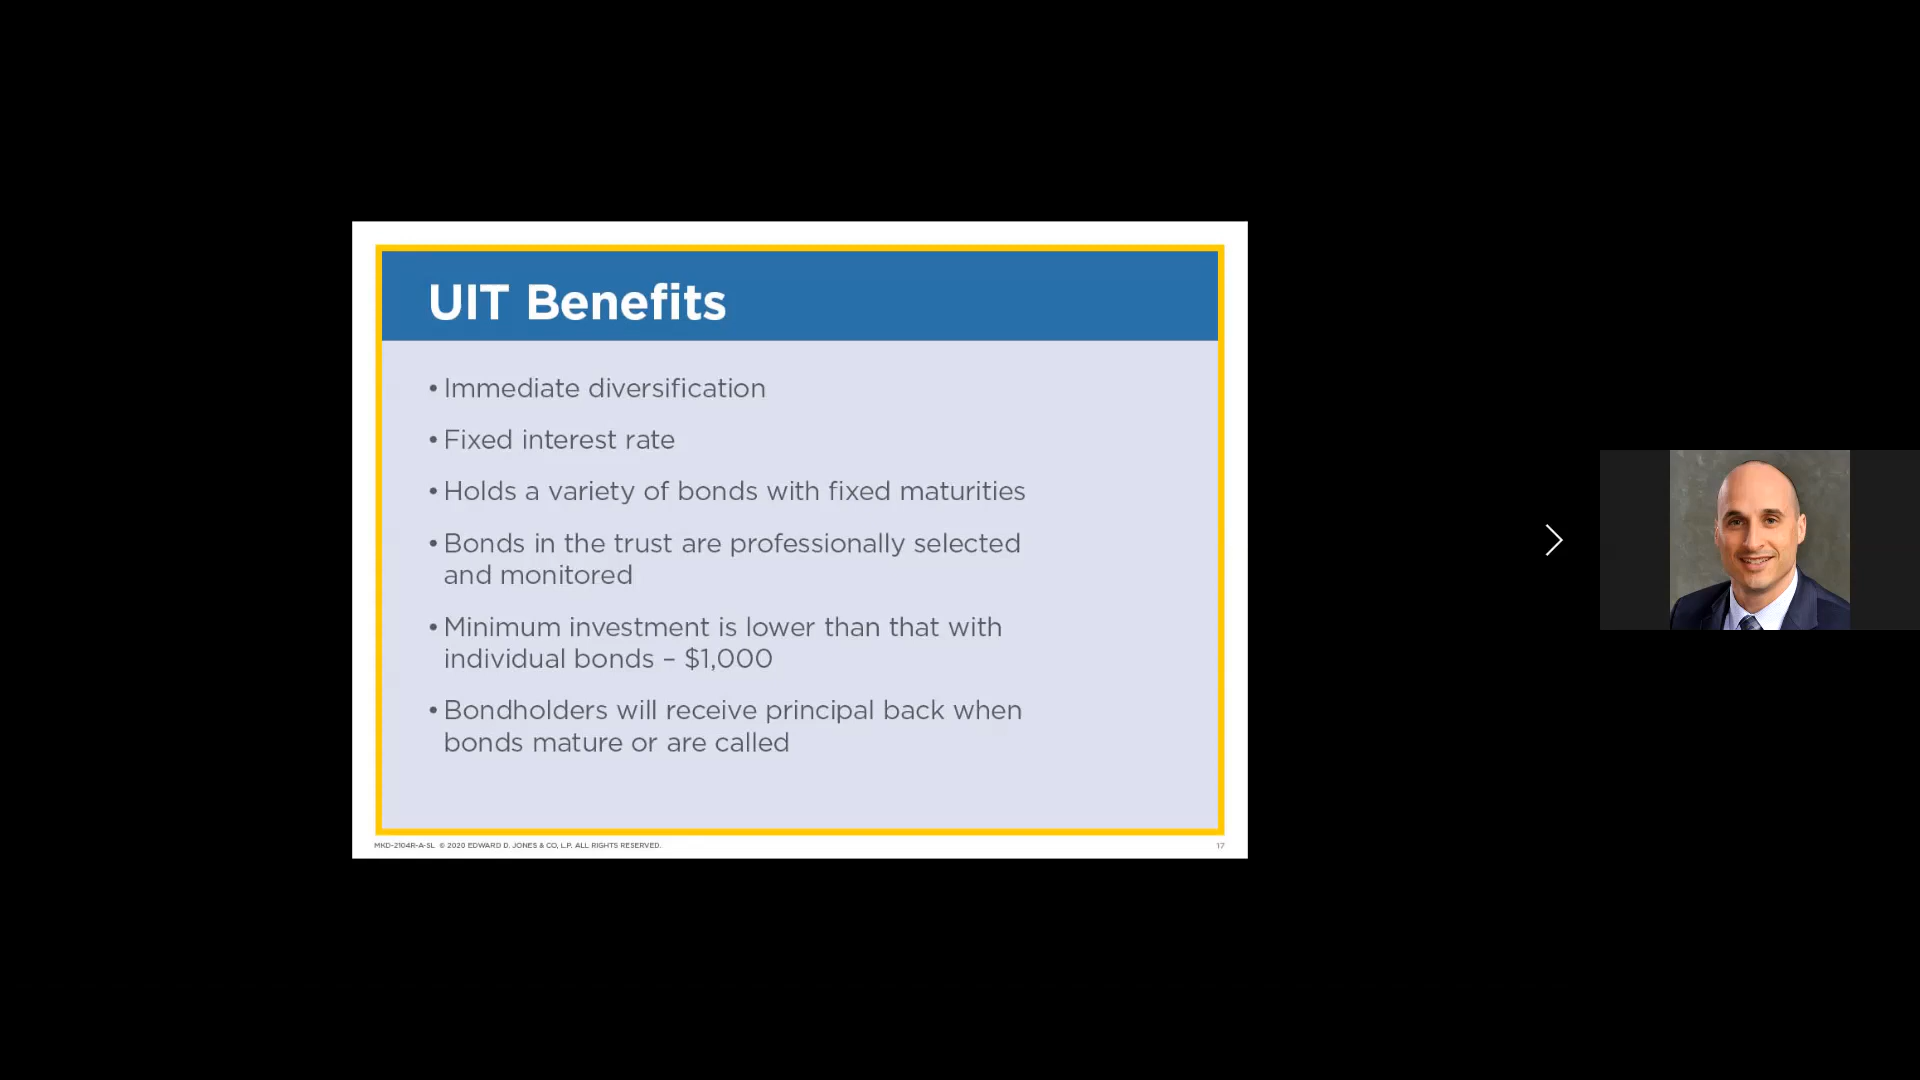 UIT Benefits
• Immediate diversification
• Fixed interest rate
• Holds a variety of bonds with fixed maturities
• Bonds in the trust are professionally selected
and monitored
• Minimum investment is lower than that with
individual bonds – $1,000
• Bondholders will receive principal back when
bonds mature or are called
MKD-2104R-A-SL © 2020 EDWARD D. JONES & CO, L.P. ALL RIGHTS RESERVED.
17